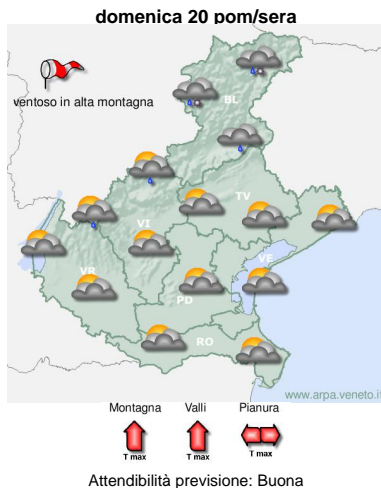 domenica 20 pom/sera
ventoso in alta montagna
BL
TV
VI
VE
VR
PD
RO
www.arpa.veneto.it
Montagna Valli Pianura
T max T max T max
Attendibilità previsione: Buona